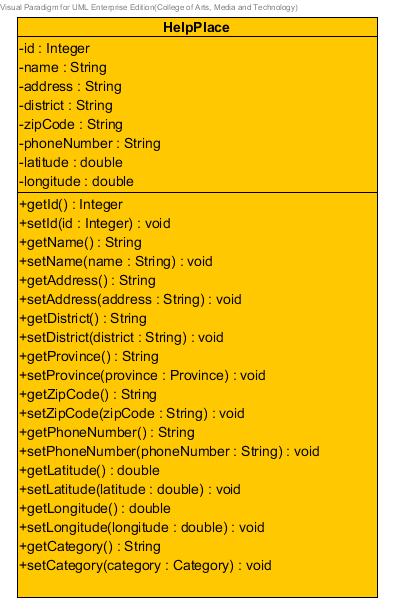 Visual Paradigm for UML Enterprise Edition(College of Arts, Media and Technology)
HelpPlace
-id : Integer
-name : String
-address : String
-district : String
-zipCode : String
-phoneNumber : String
-latitude : double
-longitude : double
+getId() : Integer
+setId(id : Integer) : void
+getName() : String
+setName(name : String) : void
+getAddress() : String
+setAddress(address : String) : void
+getDistrict() : String
+setDistrict(district : String) : void
+getProvince() : String
+setProvince(province : Province) : void
+getZipCode() : String
+setZipCode(zipCode : String) : void
+getPhoneNumber() : String
+setPhoneNumber(phoneNumber : String) : void
+getLatitude() : double
+setLatitude(latitude : double) : void
+getLongitude() : double
+setLongitude(longitude : double) : void
+getCategory() : String
+setCategory(category : Category) : void